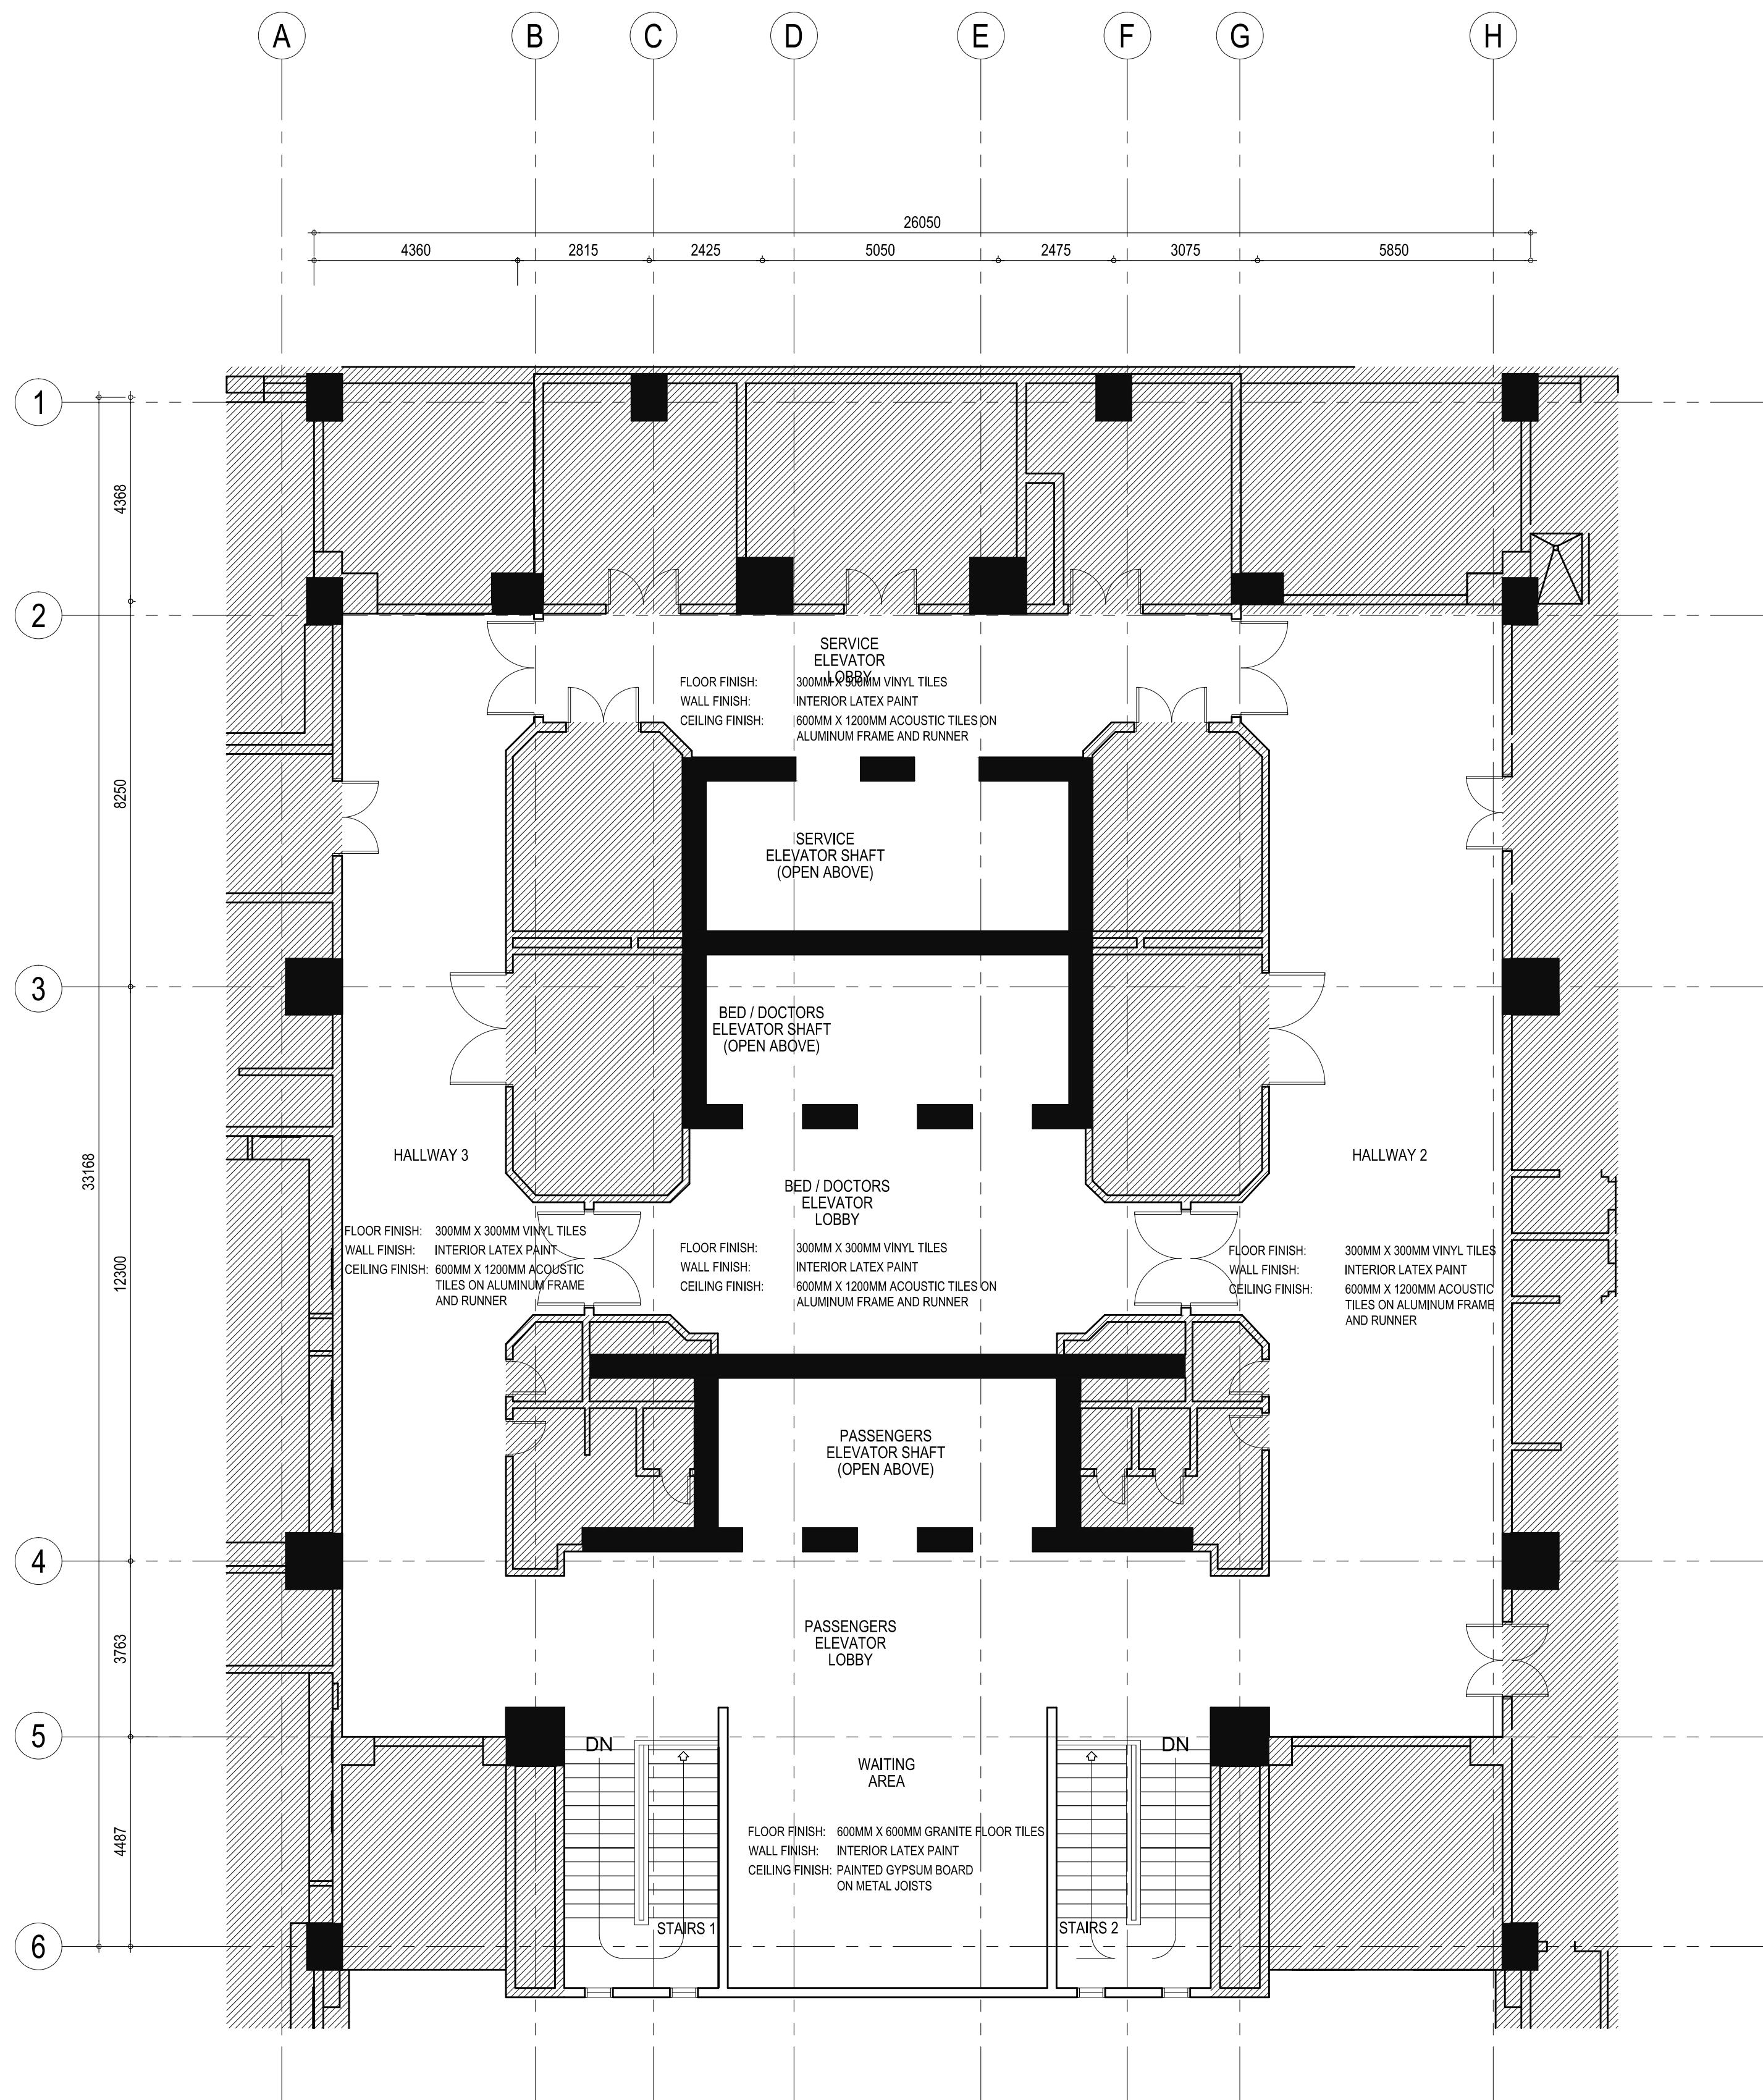 A B C D E F G H
26050
4360 2815 2425 5050 2475 3075 5850
1
4368
2
SERVICE
ELEVATOR
LOBBY
FLOOR FINISH: 300MM X 300MM VINYL TILES
WALL FINISH: INTERIOR LATEX PAINT
CEILING FINISH: 600MM X 1200MM ACOUSTIC TILES ON
ALUMINUM FRAME AND RUNNER
8250
SERVICE
ELEVATOR SHAFT
(OPEN ABOVE)
3
BED / DOCTORS
ELEVATOR SHAFT
(OPEN ABOVE)
33168
HALLWAY 3
HALLWAY 2
BED / DOCTORS
ELEVATOR
LOBBY
12300
FLOOR FINISH: 300MM X 300MM VINYL TILES
WALL FINISH: INTERIOR LATEX PAINT
CEILING FINISH: 600MM X 1200MM ACOUSTIC
TILES ON ALUMINUM FRAME
AND RUNNER
FLOOR FINISH: 300MM X 300MM VINYL TILES
WALL FINISH: INTERIOR LATEX PAINT
CEILING FINISH: 600MM X 1200MM ACOUSTIC TILES ON
ALUMINUM FRAME AND RUNNER
FLOOR FINISH: 300MM X 300MM VINYL TILES
WALL FINISH: INTERIOR LATEX PAINT
CEILING FINISH: 600MM X 1200MM ACOUSTIC
TILES ON ALUMINUM FRAME
AND RUNNER
PASSENGERS
ELEVATOR SHAFT
(OPEN ABOVE)
4
3763
PASSENGERS
ELEVATOR
LOBBY
5
DN
DN
WAITING
AREA
4487
FLOOR FINISH: 600MM X 600MM GRANITE FLOOR TILES
WALL FINISH: INTERIOR LATEX PAINT
CEILING FINISH: PAINTED GYPSUM BOARD
ON METAL JOISTS
STAIRS 1
STAIRS 2
6